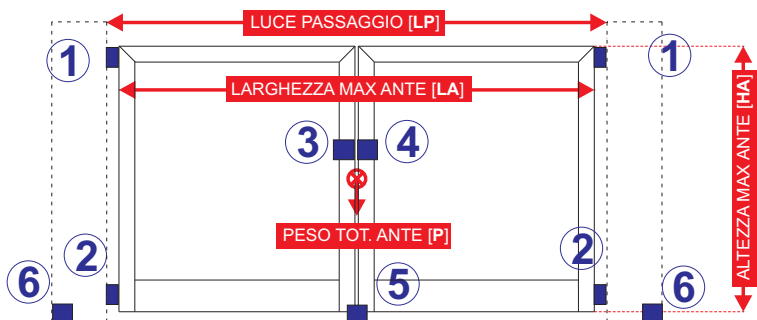 LUCE PASSAGGIO [LP]
1
1
LARGHEZZA MAX ANTE [LA]
ALTEZZA MAX ANTE [HA]
3
4
PESO TOT. ANTE [P]
2
2
6
5
6